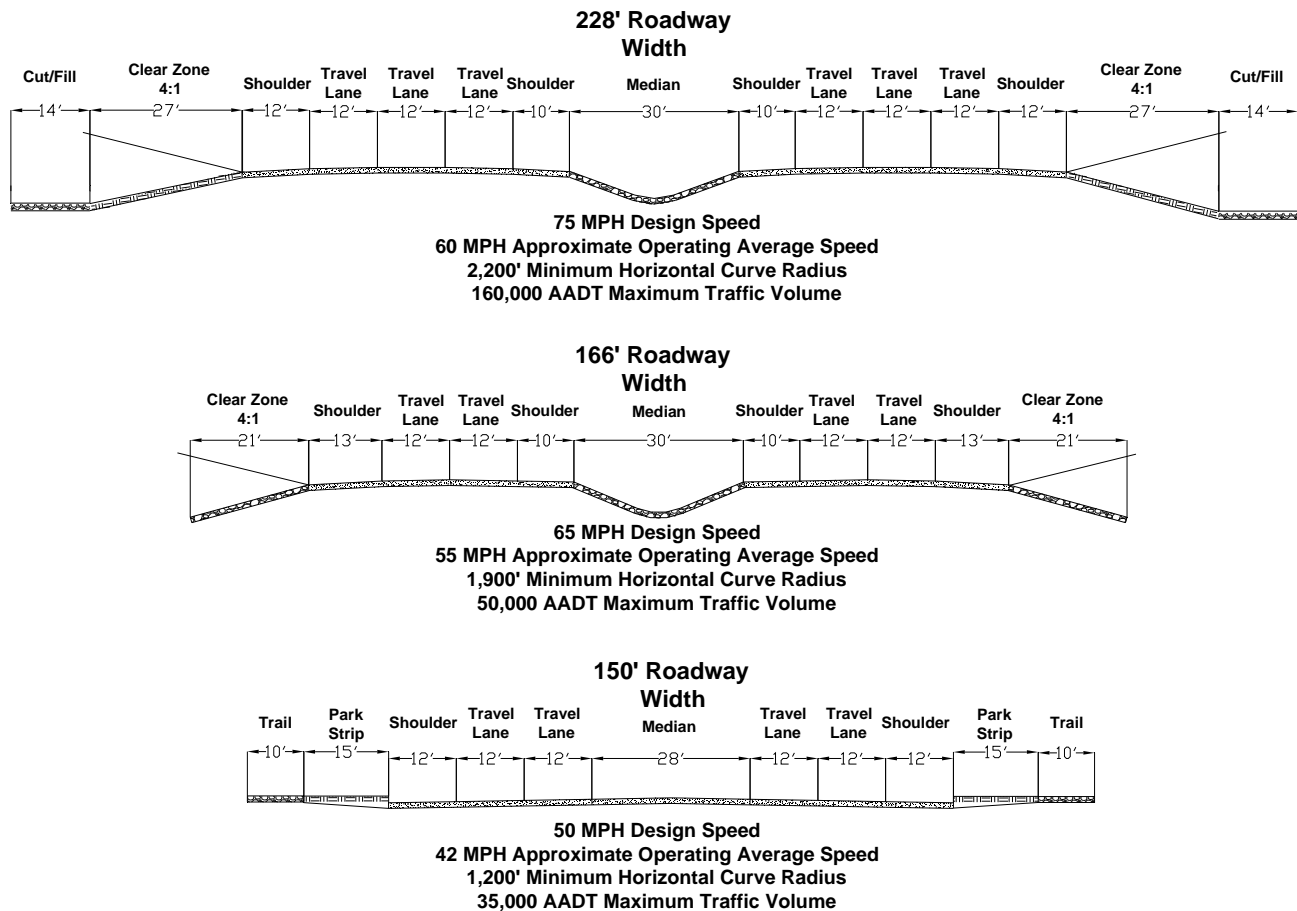 228' Roadway
Width
Cut/Fill
Clear Zone
4:1
Shoulder
Travel
Lane
Travel
Lane
Travel
Lane
Shoulder
Median
Shoulder
Travel
Lane
Travel
Lane
Travel
Lane
Shoulder
Clear Zone
4:1
Cut/Fill
14' 27' 12' 12' 12' 12' 10' 30' 10' 12' 12' 12' 12' 27' 14'
75 MPH Design Speed
60 MPH Approximate Operating Average Speed
2,200' Minimum Horizontal Curve Radius
160,000 AADT Maximum Traffic Volume
166' Roadway
Width
Clear Zone
4:1
Shoulder
Travel
Lane
Travel
Lane
Shoulder
Median
Shoulder
Travel
Lane
Travel
Lane
Shoulder
Clear Zone
4:1
21' 13' 12' 12' 10' 30' 10' 12' 12' 13' 21'
65 MPH Design Speed
55 MPH Approximate Operating Average Speed
1,900' Minimum Horizontal Curve Radius
50,000 AADT Maximum Traffic Volume
150' Roadway
Width
Trail
Park
Strip
Shoulder
Travel
Lane
Travel
Lane
Median
Travel
Lane
Travel
Lane
Shoulder
Park
Strip
Trail
10' 15' 12' 12' 12' 28' 12' 12' 12' 15' 10'
50 MPH Design Speed
42 MPH Approximate Operating Average Speed
1,200' Minimum Horizontal Curve Radius
35,000 AADT Maximum Traffic Volume